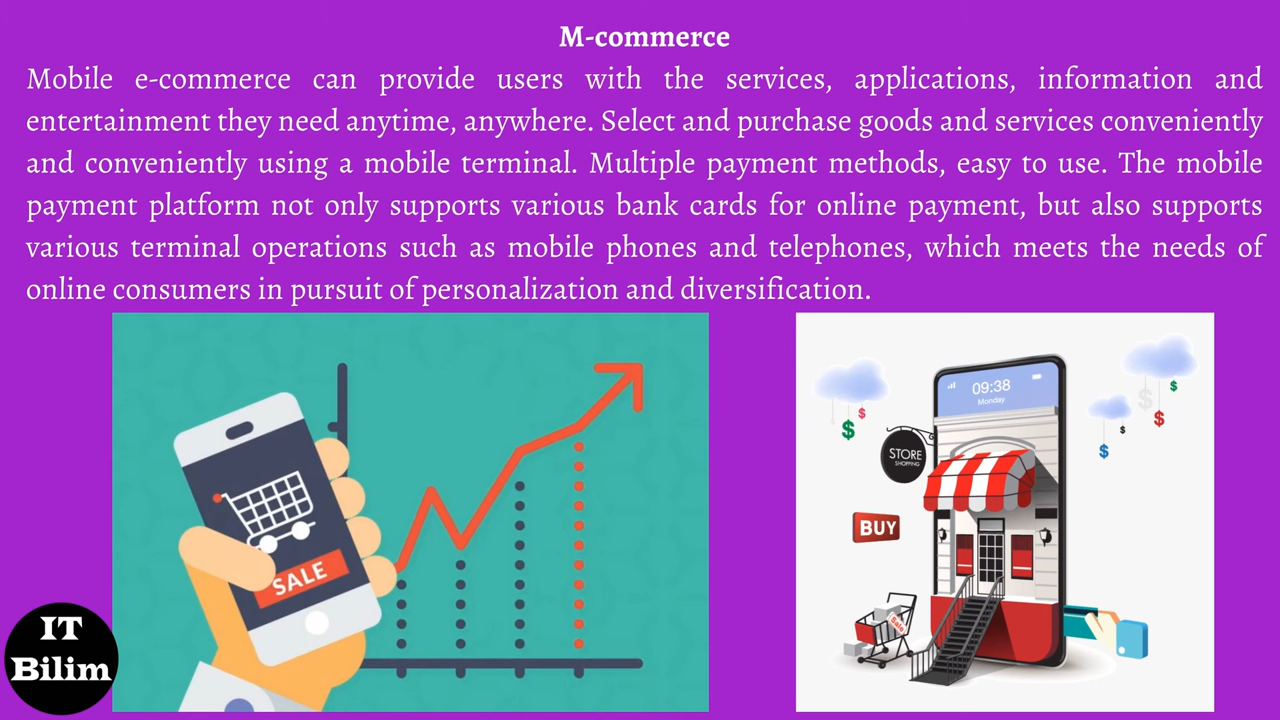 M-commerce
Mobile e-commerce can provide users with the services, applications, information and
entertainment they need anytime, anywhere. Select and purchase goods and services conveniently
and conveniently using a mobile terminal. Multiple payment methods, easy to use. The mobile
payment platform not only supports various bank cards for online payment, but also supports
various terminal operations such as mobile phones and telephones, which meets the needs of
online consumers in pursuit of personalization and diversification.
SALE
09:38
Monday
STORE
SHOPPING
BUY
Sale
$
$
$
$
$
$
$
IT
Bilim